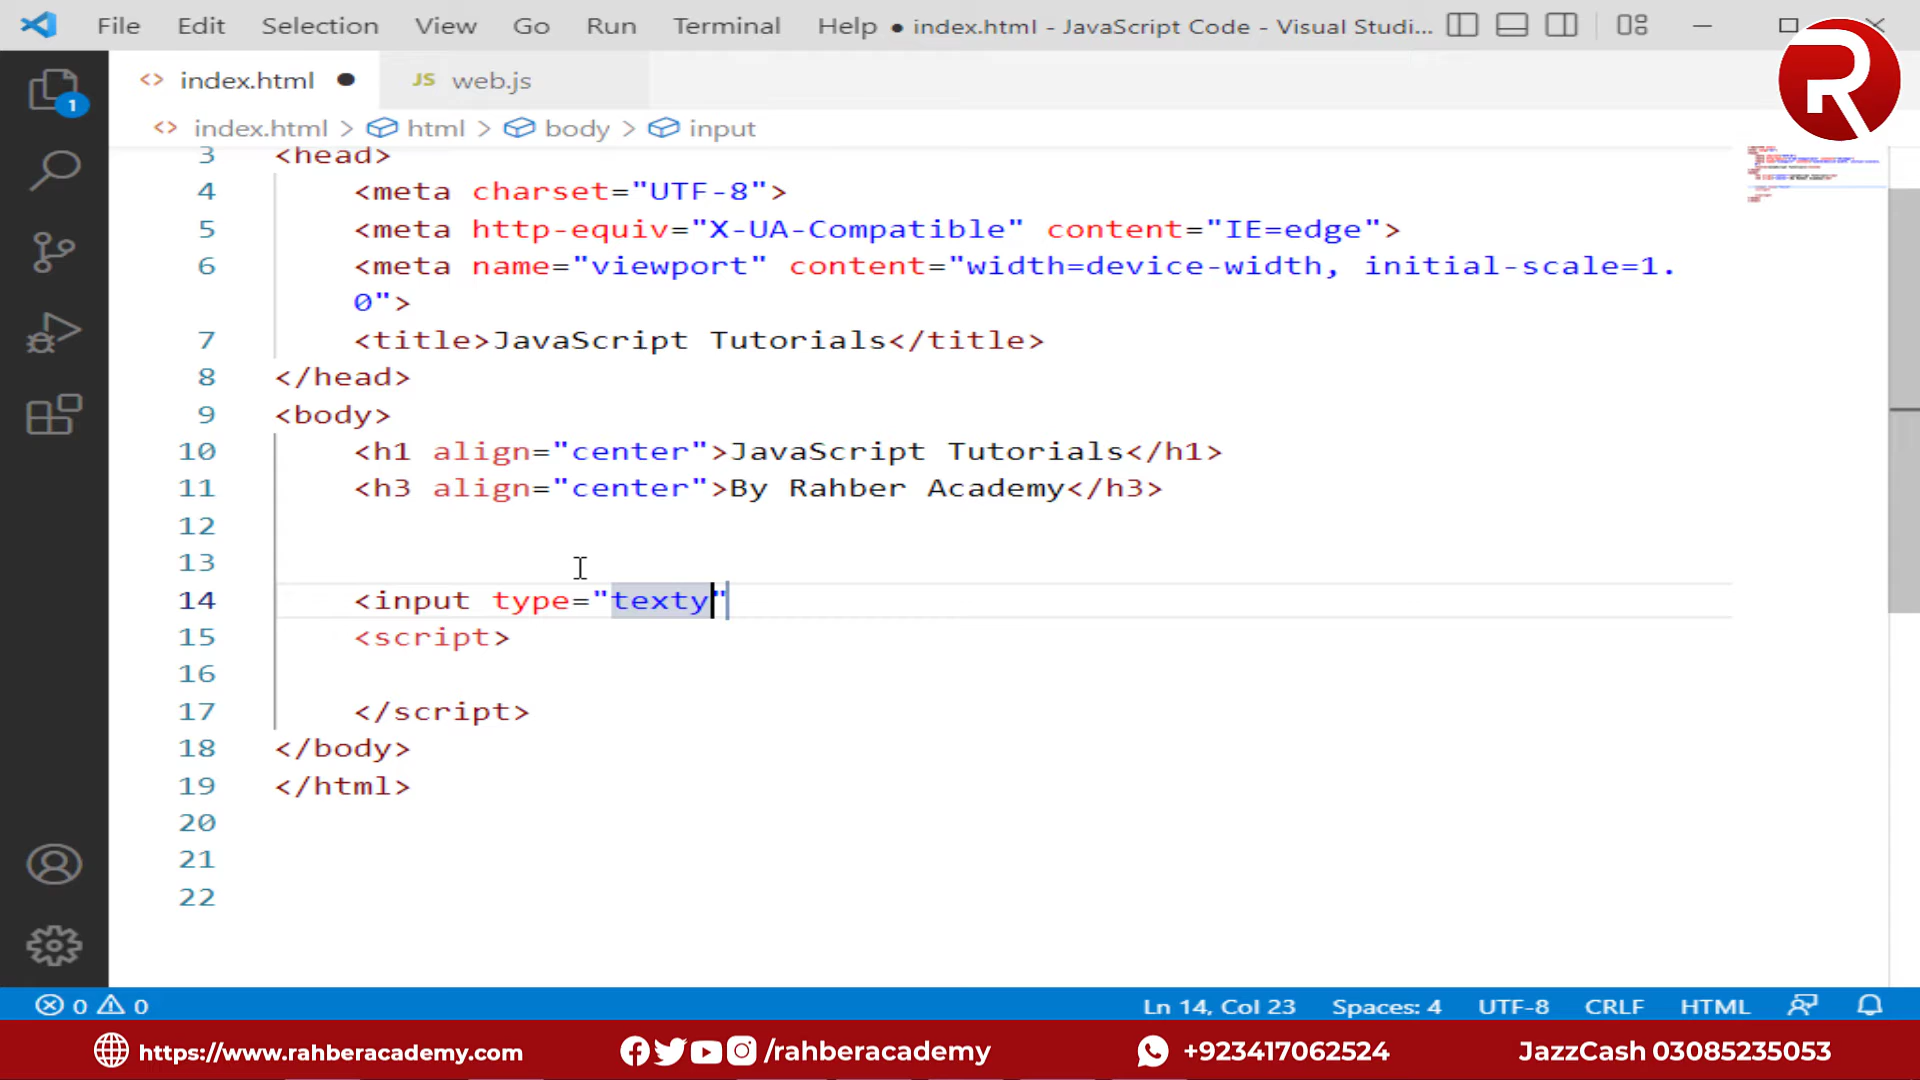 File Edit Selection View Go Run Terminal Help ● index.html - JavaScript Code - Visual Studi...
R
<> index.html ● JS web.js
1
<> index.html > html > body > input
3 <head>
4 <meta charset="UTF-8">
5 <meta http-equiv="X-UA-Compatible" content="IE=edge">
6 <meta name="viewport" content="width=device-width, initial-scale=1.
0">
7 <title>JavaScript Tutorials</title>
8 </head>
9 <body>
10 <h1 align="center">JavaScript Tutorials</h1>
11 <h3 align="center">By Rahber Academy</h3>
12
13
14 <input type="texty"
15 <script>
16
17 </script>
18 </body>
19 </html>
20
21
22
0 0 Ln 14, Col 23 Spaces: 4 UTF-8 CRLF HTML
https://www.rahberacademy.com /rahberacademy +923417062524 JazzCash 03085235053